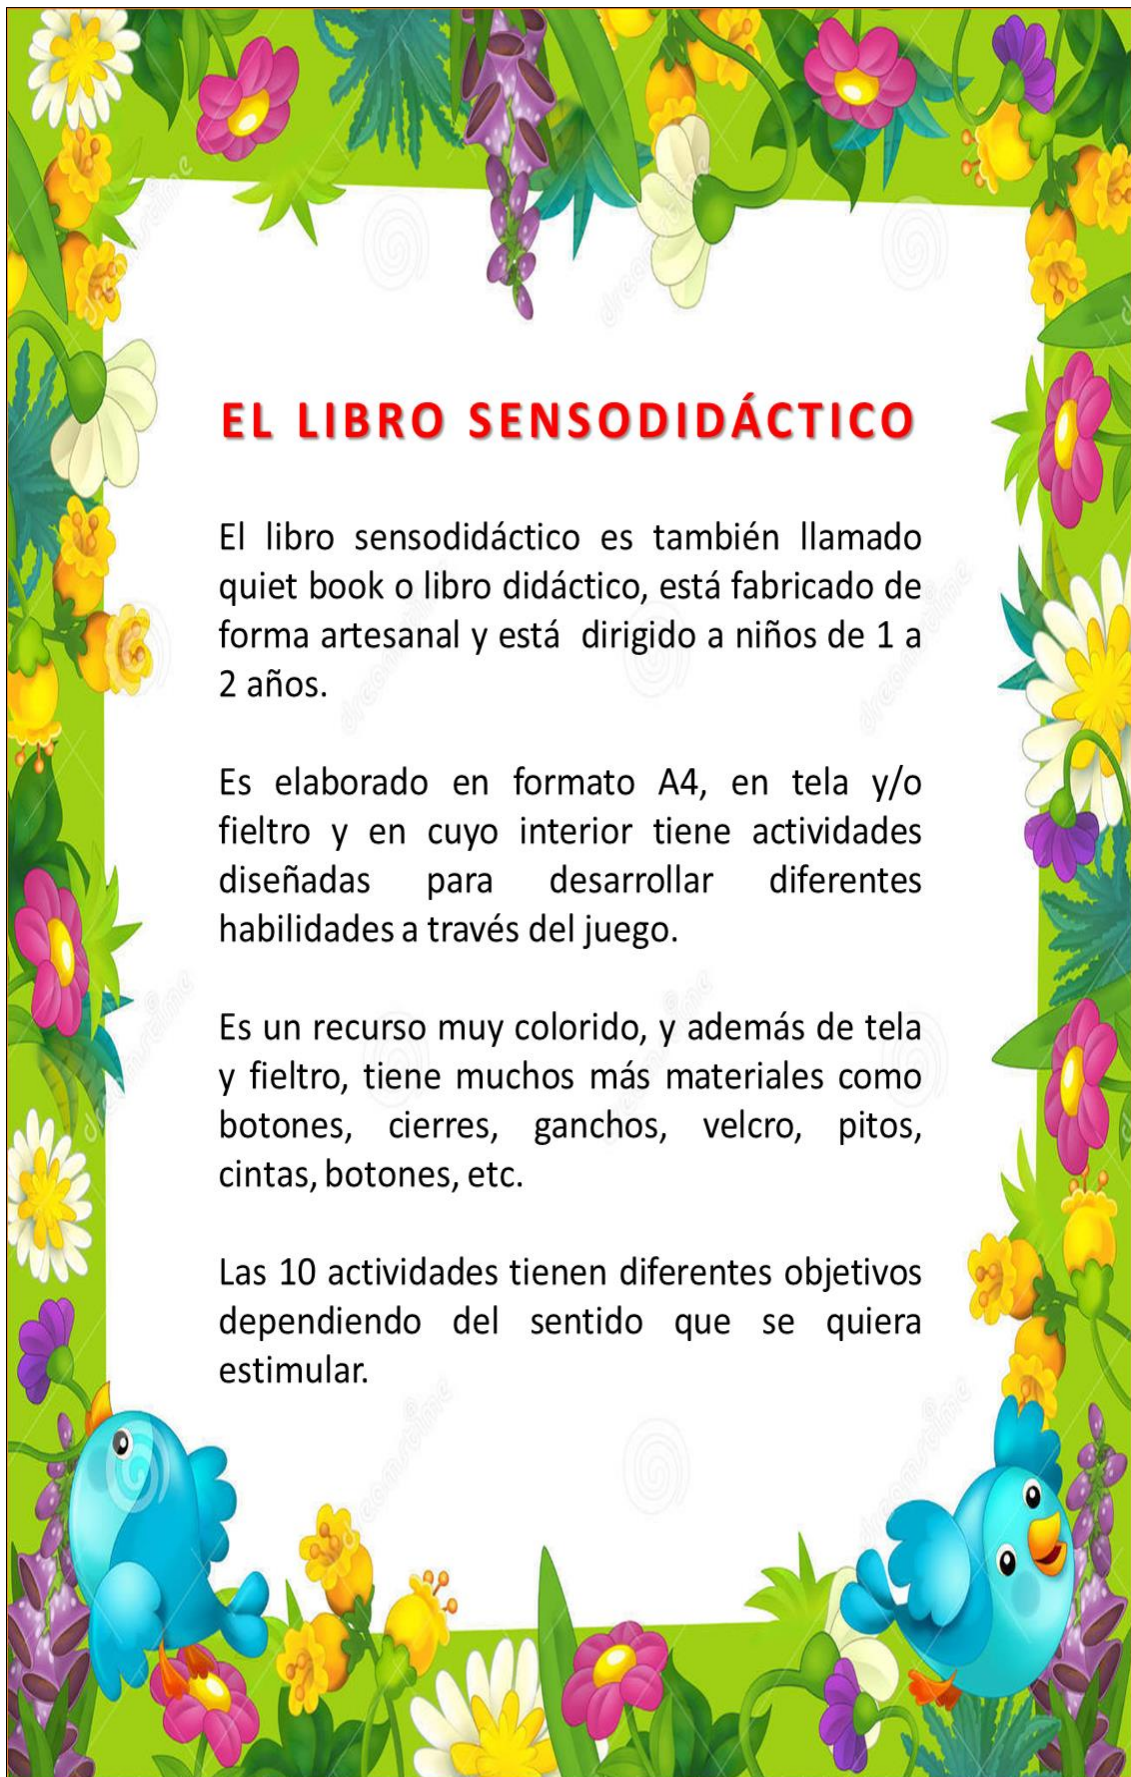 EL LIBRO SENSODIDÁCTICO
El libro sensodidáctico es también llamado
quiet book o libro didáctico, está fabricado de
forma artesanal y está dirigido a niños de 1 a
2 años.
Es elaborado en formato A4, en tela y/o
fieltro y en cuyo interior tiene actividades
diseñadas para desarrollar diferentes
habilidades a través del juego.
Es un recurso muy colorido, y además de tela
y fieltro, tiene muchos más materiales como
botones, cierres, ganchos, velcro, pitos,
cintas, botones, etc.
Las 10 actividades tienen diferentes objetivos
dependiendo del sentido que se quiera
estimular.